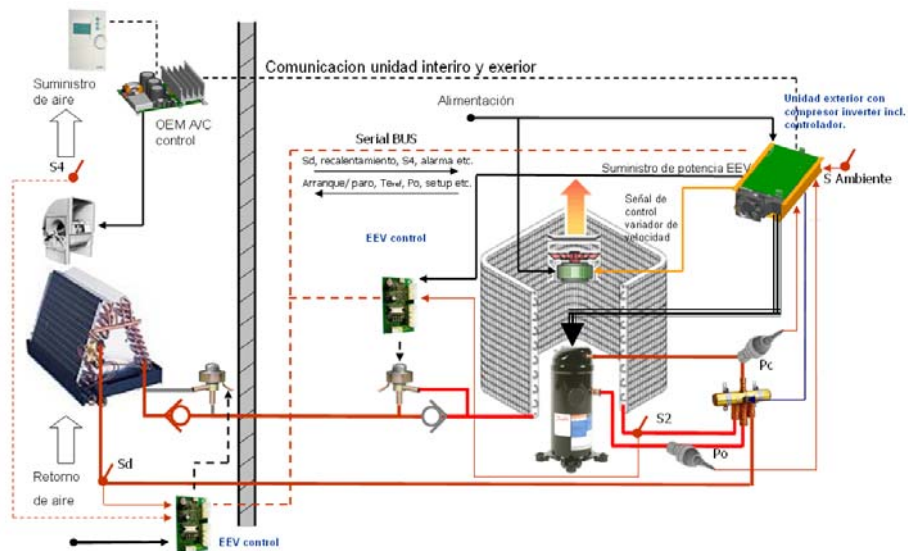 Suministro
de aire
S4
OEM A/C
control
Comunicacion unidad interiro y exerior
Alimentación
Unidad exterior con
compresor inverter incl.
controlador.
Serial BUS
Sd, recalentamiento, S4, alarma etc.
Arranque/ paro, Teref, Po, setup etc.
Suministro de potencia EEV
S Ambiente
Señal de
control
variador de
velocidad
EEV control
Pc
S2
Po
Retorno
de aire
Sd
EEV control